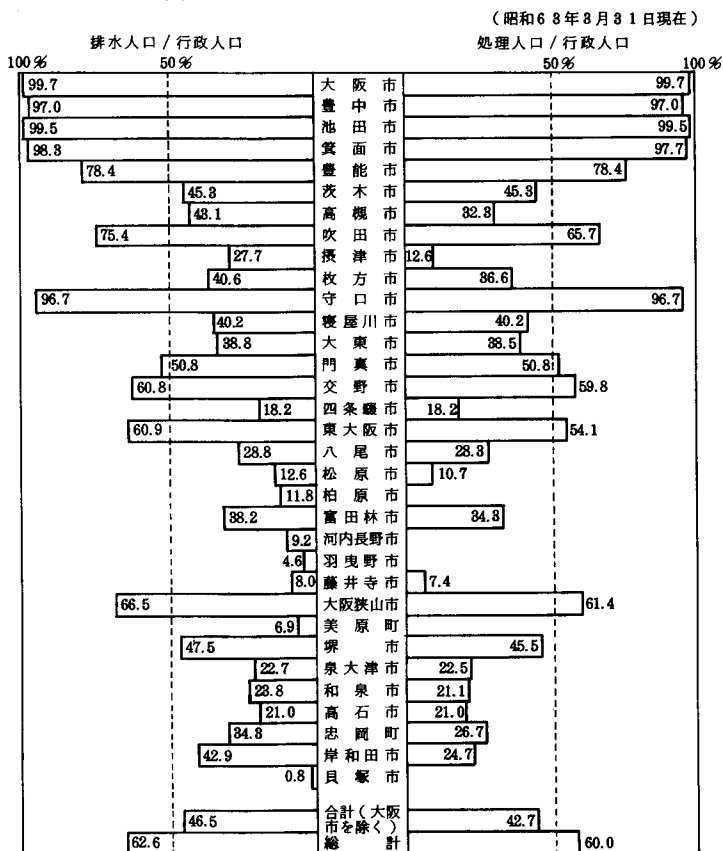 (昭和63年3月31日現在)
排水人口/行政人口 処理人口/行政人口
100% 50% 50% 100%
99.7 大阪市 99.7
97.0 豊中市 97.0
99.5 池田市 99.5
98.3 箕面市 97.7
78.4 豊能市 78.4
45.3 茨木市 45.3
43.1 高槻市 32.3
75.4 吹田市 65.7
27.7 摂津市 12.6
40.6 枚方市 36.6
96.7 守口市 96.7
40.2 寝屋川市 40.2
38.8 大東市 38.5
50.8 門真市 50.8
60.8 交野市 59.8
18.2 四条畷市 18.2
60.9 東大阪市 54.1
28.8 八尾市 28.3
12.6 松原市 10.7
11.8 柏原市
38.2 富田林市 34.3
9.2 河内長野市
4.6 羽曳野市
8.0 藤井寺市 7.4
66.5 大阪狭山市 61.4
6.9 美原町
47.5 堺市 45.5
22.7 泉大津市 22.5
23.8 和泉市 21.1
21.0 高石市 21.0
34.3 忠岡町 26.7
42.9 岸和田市 24.7
0.8 貝塚市
合計(大阪
46.5 市を除く) 42.7
62.6 総計 60.0